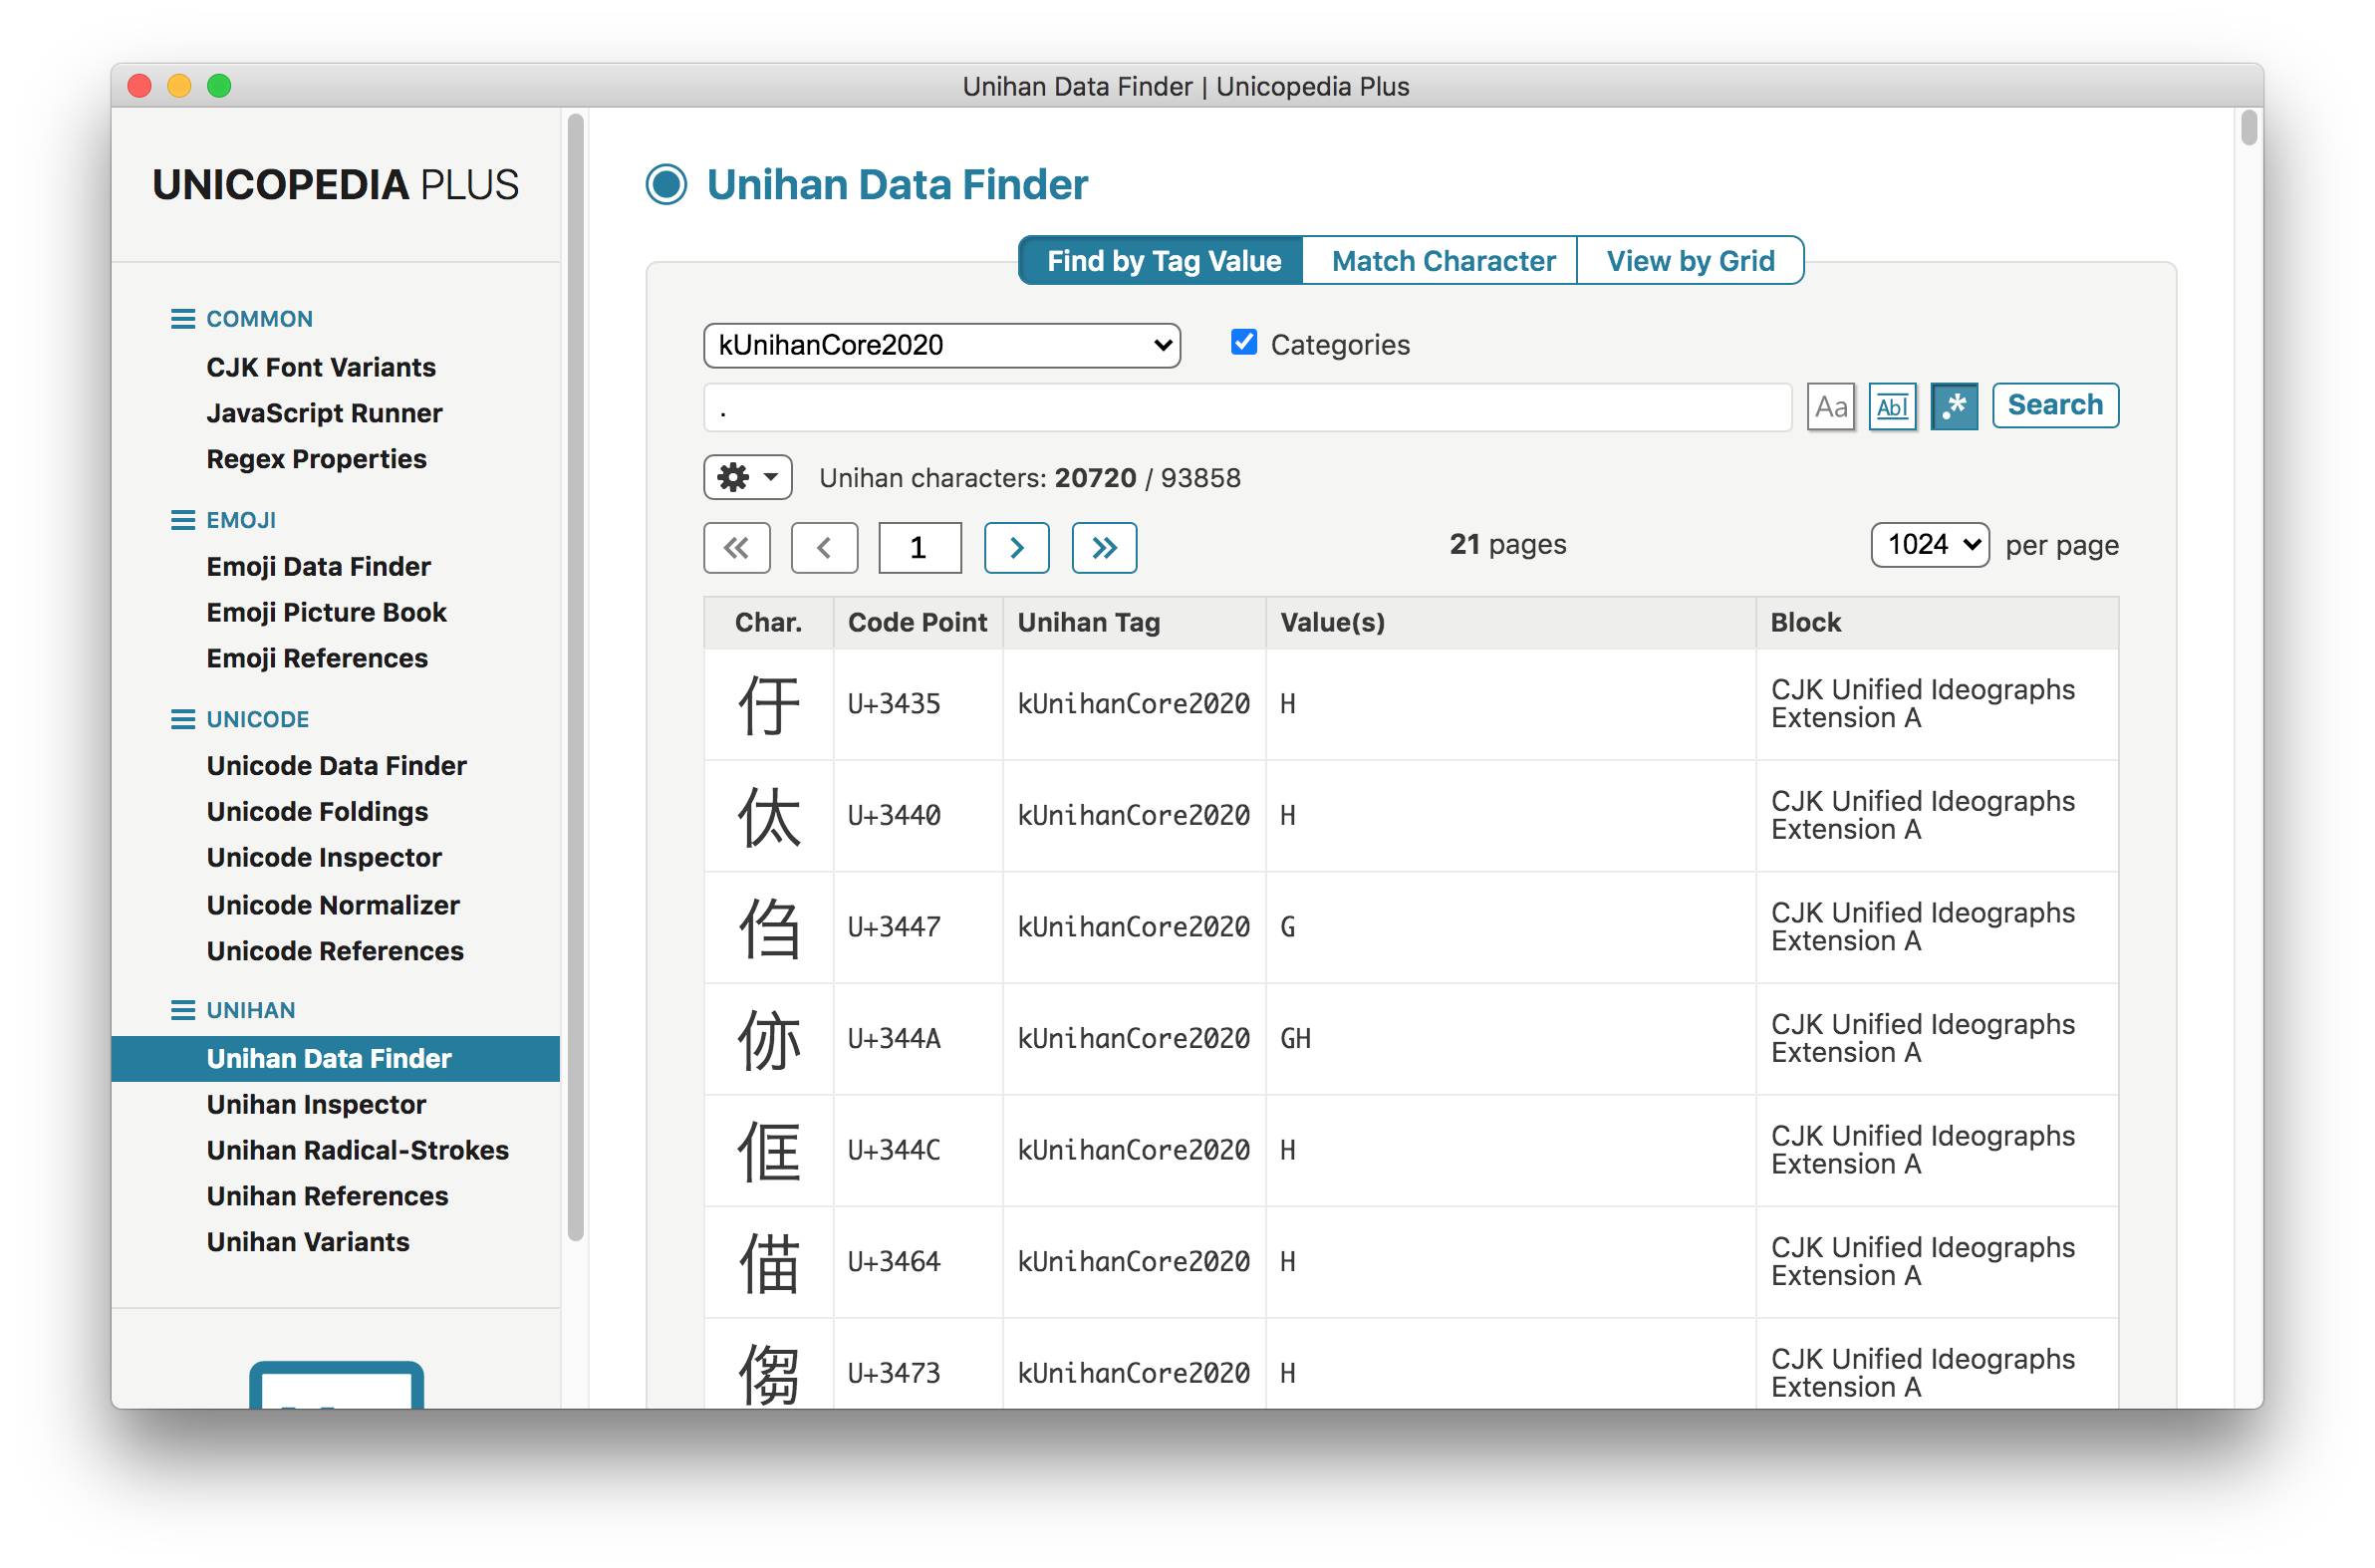 Unihan Data Finder | Unicopedia Plus
UNICOPEDIA PLUS
COMMON
CJK Font Variants
JavaScript Runner
Regex Properties
EMOJI
Emoji Data Finder
Emoji Picture Book
Emoji References
UNICODE
Unicode Data Finder
Unicode Foldings
Unicode Inspector
Unicode Normalizer
Unicode References
UNIHAN
Unihan Data Finder
Unihan Inspector
Unihan Radical-Strokes
Unihan References
Unihan Variants
Unihan Data Finder
Find by Tag Value Match Character View by Grid
kUnihanCore2020 Categories
. Aa Ab| .* Search
Unihan characters: 20720 / 93858
1 21 pages 1024 per page
Char. Code Point Unihan Tag Value(s) Block
㐵 U+3435 kUnihanCore2020 H CJK Unified Ideographs
Extension A
㑀 U+3440 kUnihanCore2020 H CJK Unified Ideographs
Extension A
㑇 U+3447 kUnihanCore2020 G CJK Unified Ideographs
Extension A
㑊 U+344A kUnihanCore2020 GH CJK Unified Ideographs
Extension A
㑌 U+344C kUnihanCore2020 H CJK Unified Ideographs
Extension A
㑤 U+3464 kUnihanCore2020 H CJK Unified Ideographs
Extension A
㑳 U+3473 kUnihanCore2020 H CJK Unified Ideographs
Extension A